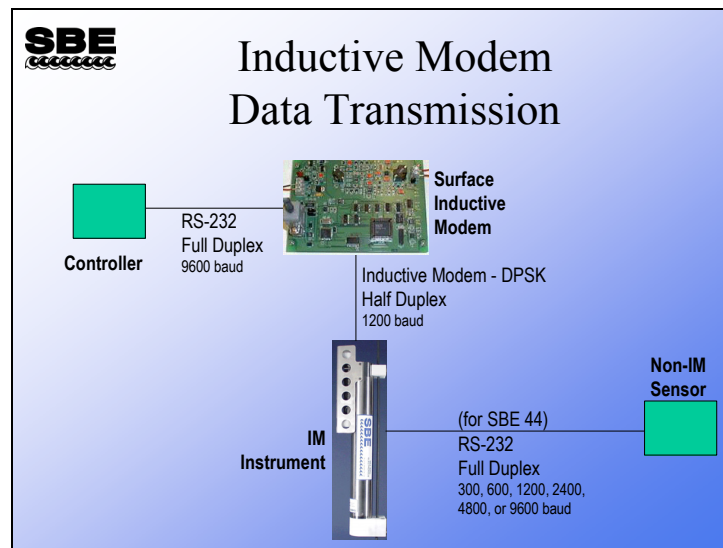 SBE
Inductive Modem
Data Transmission
Surface
Inductive
Modem
RS-232
Full Duplex
9600 baud
Controller
Inductive Modem - DPSK
Half Duplex
1200 baud
Non-IM
Sensor
(for SBE 44)
RS-232
Full Duplex
300, 600, 1200, 2400,
4800, or 9600 baud
IM
Instrument
SBE